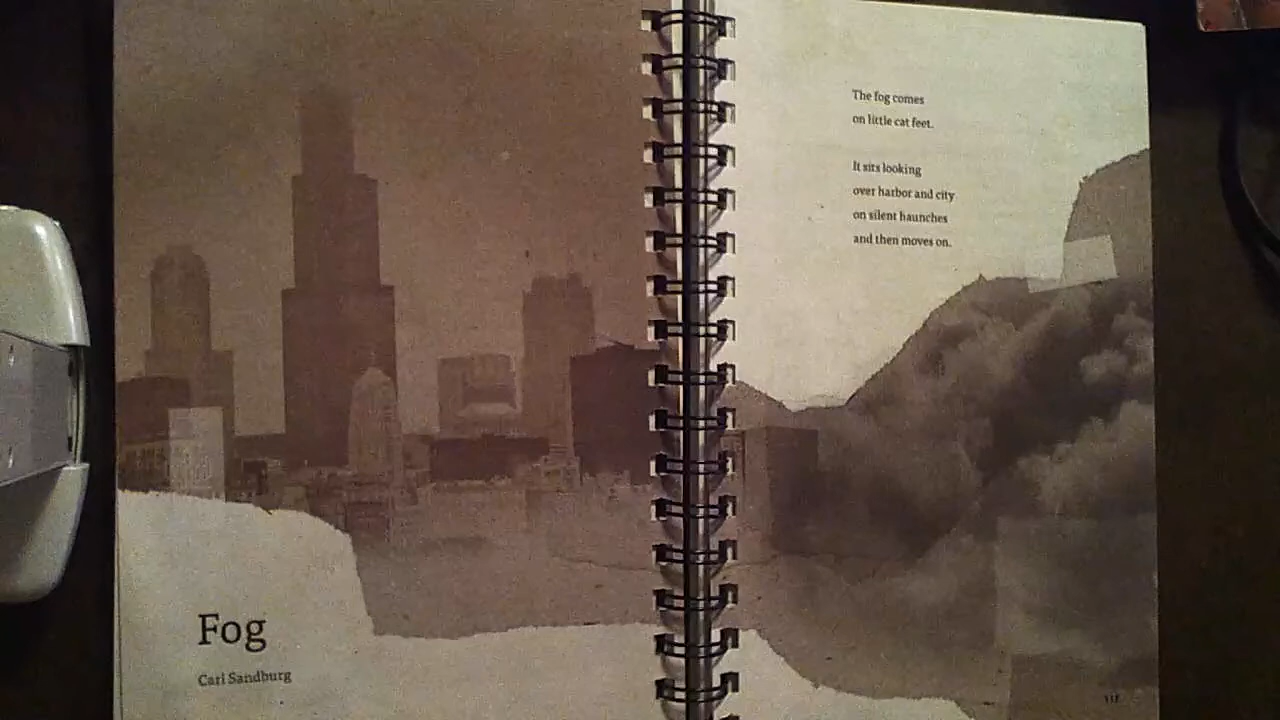 Fog
Carl Sandburg
The fog comes
on little cat feet.
It sits looking
over harbor and city
on silent haunches
and then moves on.